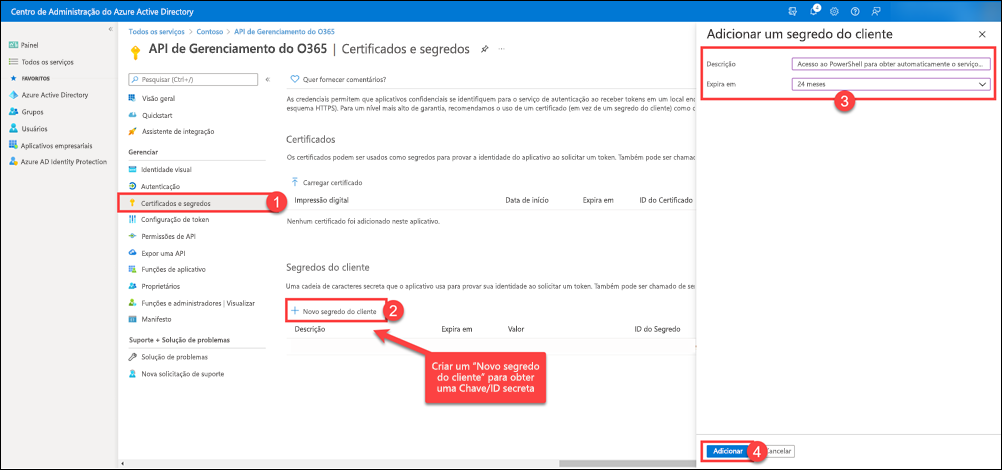 Centro de Administração do Azure Active Directory
4
Painel
Todos os serviços
FAVORITOS
Azure Active Directory
Grupos
Usuários
Aplicativos empresariais
Azure AD Identity Protection
Todos os serviços > Contoso > API de Gerenciamento do O365
API de Gerenciamento do O365 | Certificados e segredos
Pesquisar (Ctrl+/)
Visão geral
Quickstart
Assistente de integração
Gerenciar
Identidade visual
Autenticação
Certificados e segredos
1
Configuração de token
Permissões de API
Expor uma API
Funções de aplicativo
Proprietários
Funções e administradores | Visualizar
Manifesto
Suporte + Solução de problemas
Solução de problemas
Nova solicitação de suporte
Quer fornecer comentários?
As credenciais permitem que aplicativos confidenciais se identifiquem para o serviço de autenticação ao receber tokens em um local end
esquema HTTPS). Para um nível mais alto de garantia, recomendamos o uso de um certificado (em vez de um segredo do cliente) como c
Certificados
Os certificados podem ser usados como segredos para provar a identidade do aplicativo ao solicitar um token. Também pode ser chamado
Carregar certificado
Impressão digital Data de início Expira em ID do Certificado
Nenhum certificado foi adicionado neste aplicativo.
Segredos do cliente
Uma cadeia de caracteres secreta que o aplicativo usa para provar sua identidade ao solicitar um token. Também pode ser chamado de se
Novo segredo do cliente
2
Descrição Expira em Valor ID do Segredo
Criar um "Novo segredo
do cliente" para obter
uma Chave/ID secreta
Adicionar um segredo do cliente
Descrição Acesso ao PowerShell para obter automaticamente o serviço...
Expira em 24 meses
3
Adicionar
4
Cancelar